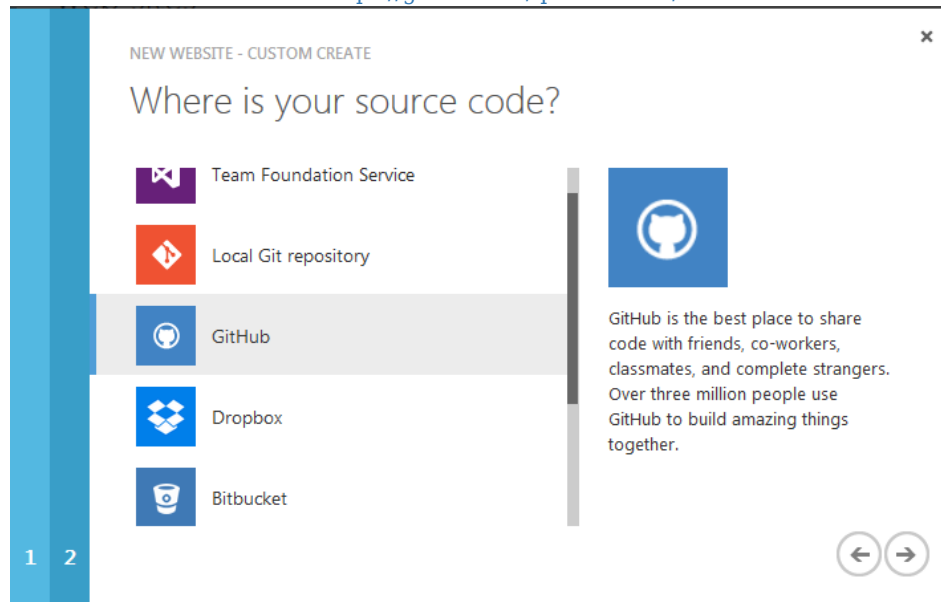 NEW WEBSITE - CUSTOM CREATE
Where is your source code?
Team Foundation Service
Local Git repository
GitHub
Dropbox
Bitbucket
GitHub is the best place to share
code with friends, co-workers,
classmates, and complete strangers.
Over three million people use
GitHub to build amazing things
together.
1 2